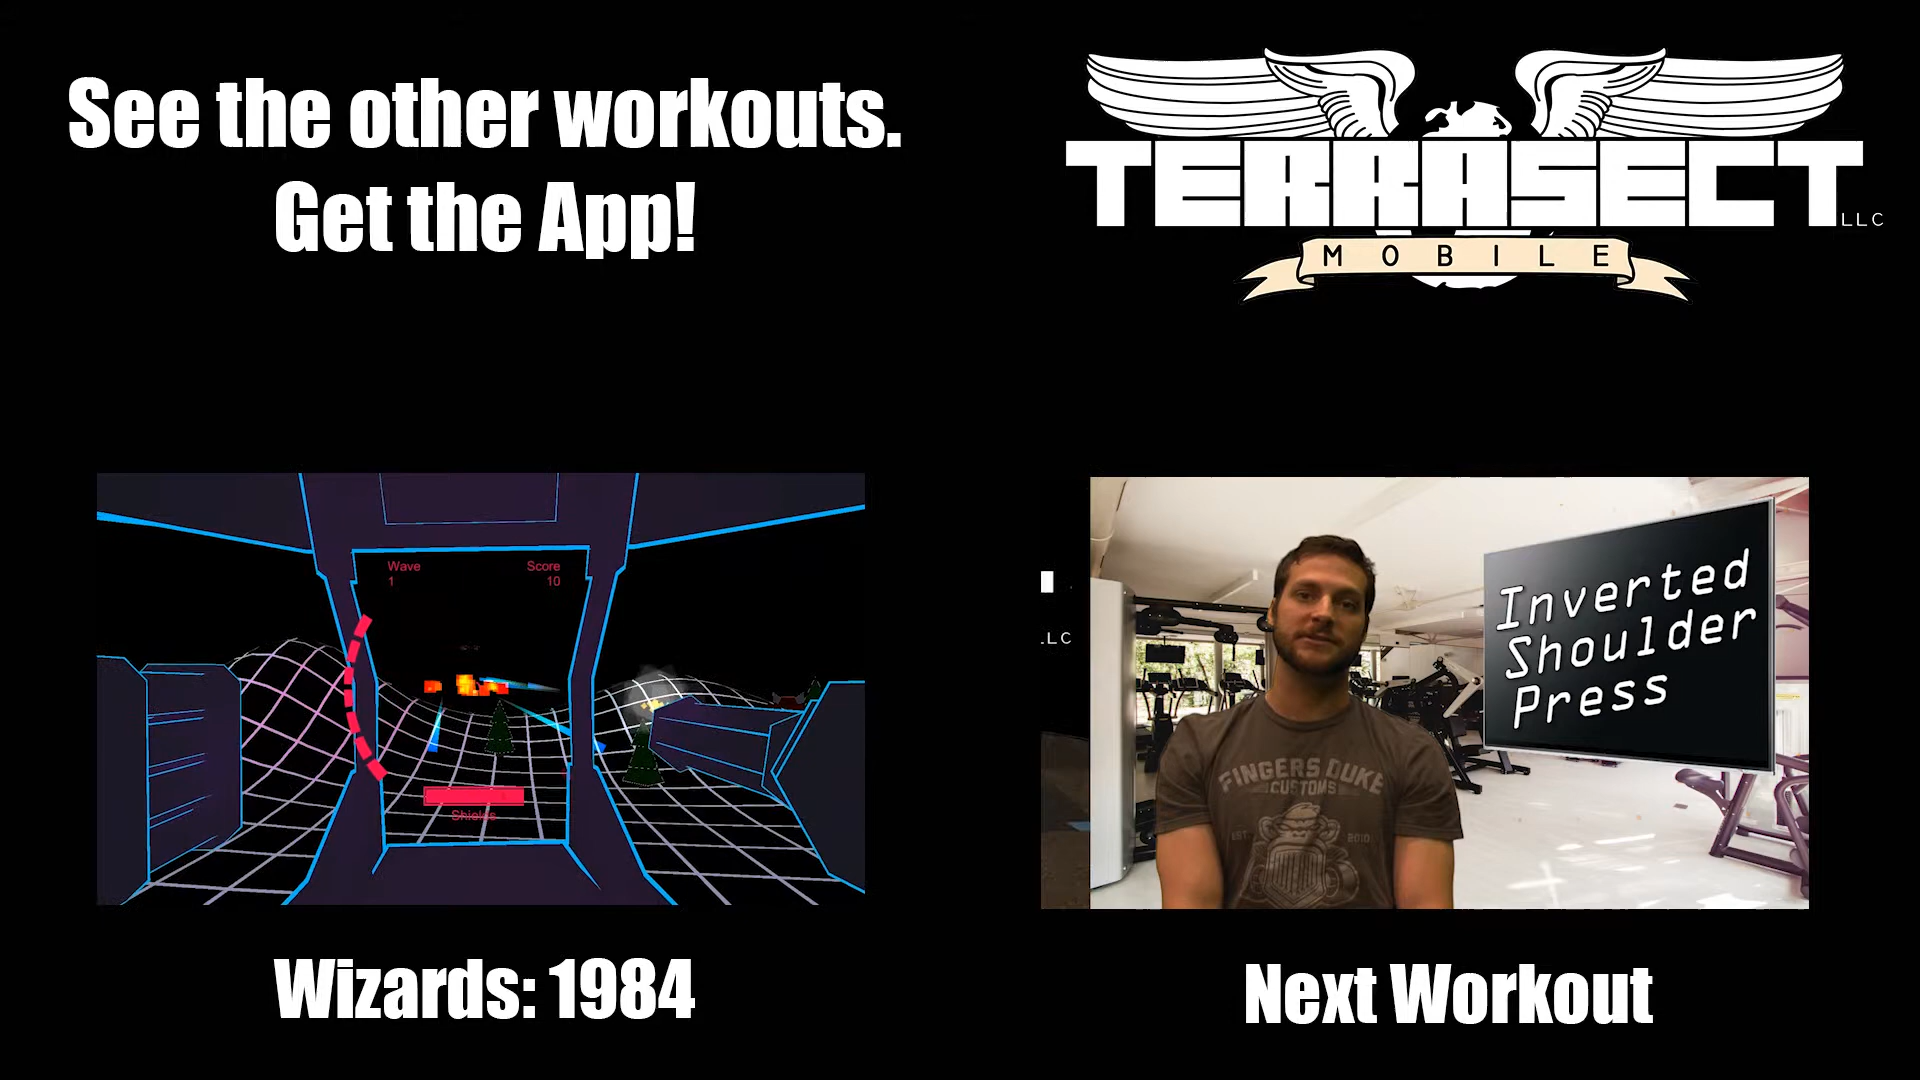 See the other workouts.
Get the App!
TERRASECT LLC
MOBILE
Wave
1
Score
10
Shields
Wizards: 1984
.LC
Inverted
Shoulder
Press
FINGERS DUKE
CUSTOMS
EST
2010
Next Workout